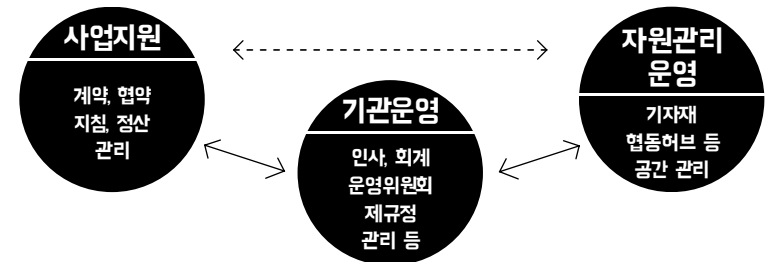 사업지원
계약, 협약
지침, 정산
관리
기관운영
인사, 회계
운영위원회
제규정
관리 등
자원관리
운영
기자재
협동허브 등
공간 관리